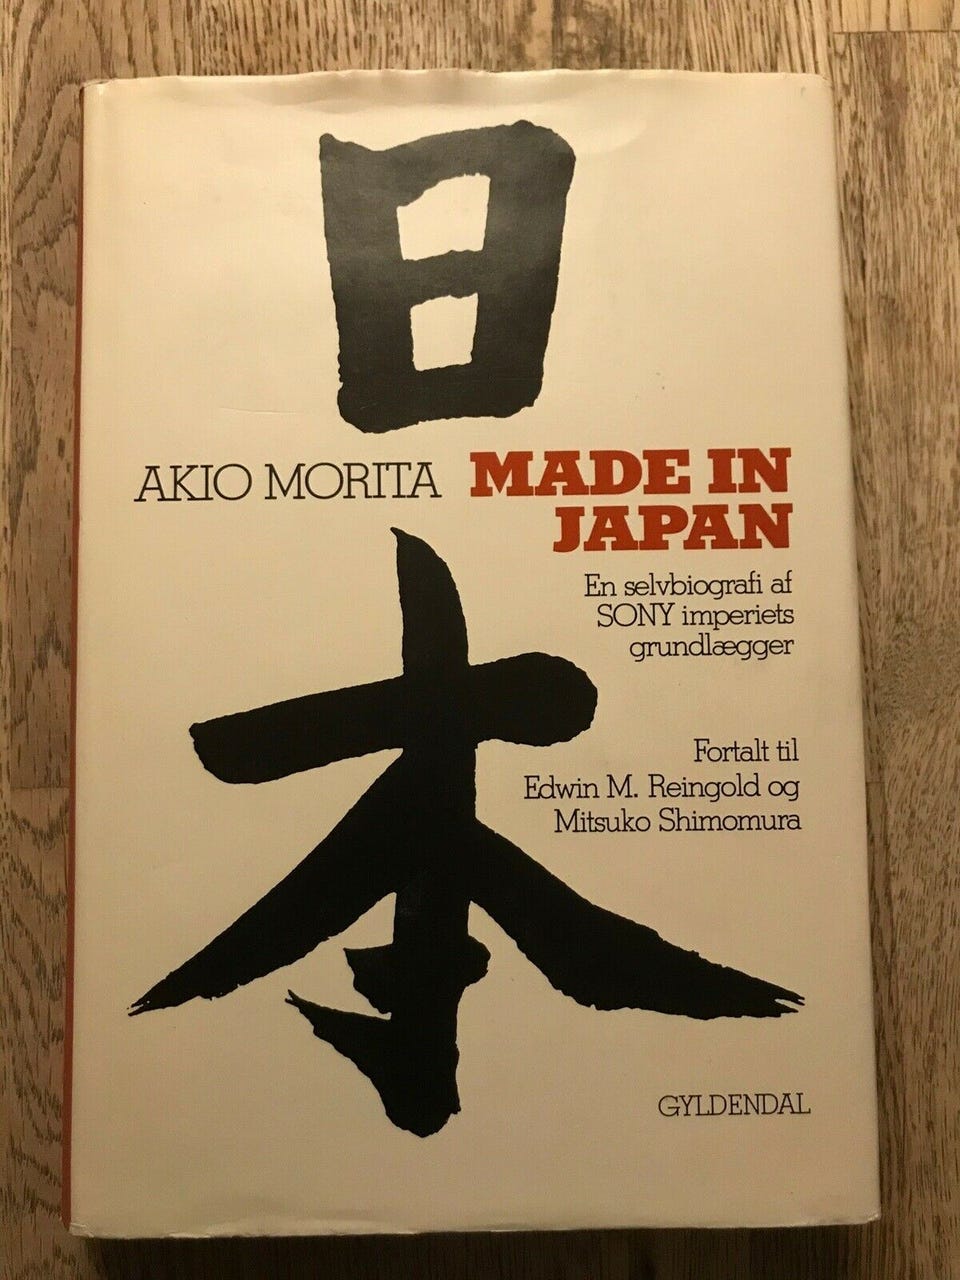 日
AKIO MORITA MADE IN
JAPAN
本
En selvbiografi af
SONY imperiets
grundlægger
Fortalt til
Edwin M. Reingold og
Mitsuko Shimomura
GYLDENDAL